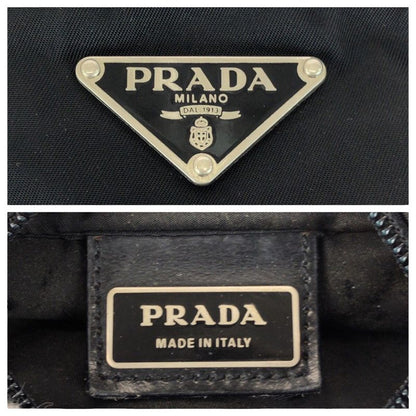 PRADA
MILANO
DAL 1913
PRADA
MADE IN ITALY